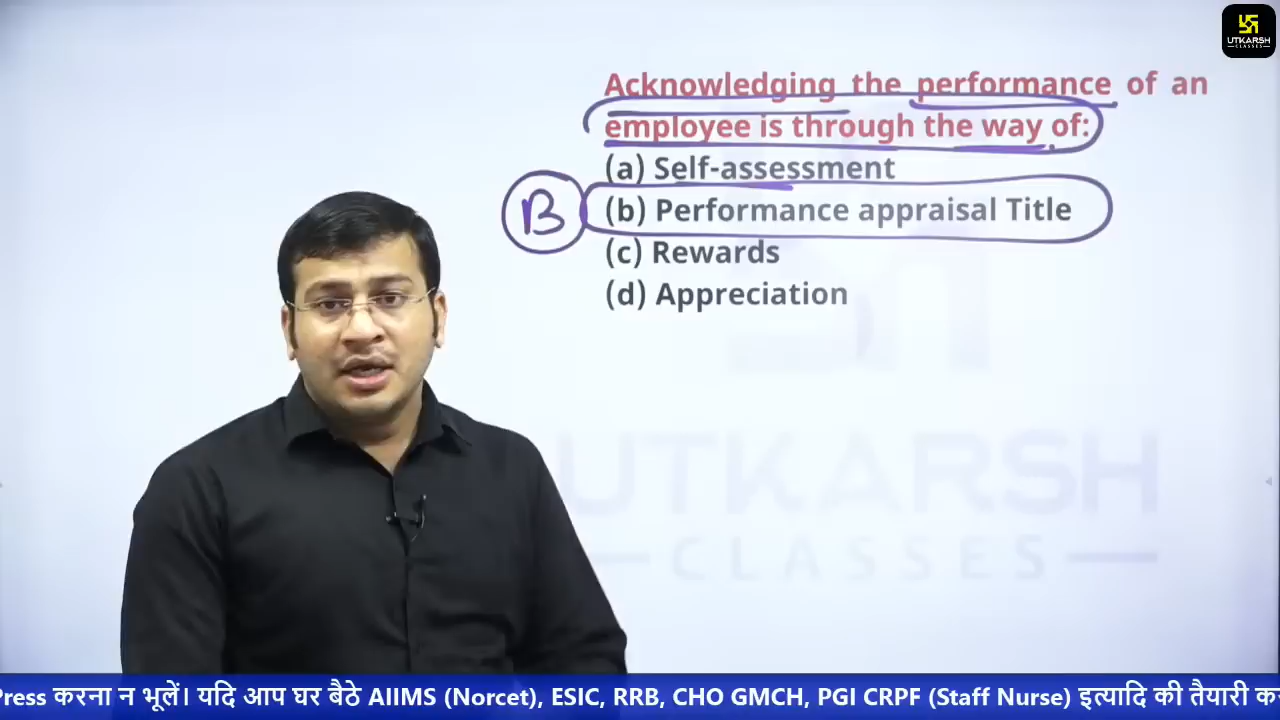 UTKARSH
CLASSES
Acknowledging the performance of an
employee is through the way of:
(a) Self-assessment
B
(b) Performance appraisal Title
(c) Rewards
(d) Appreciation
UTKARSH
CLASSES
Press करना न भूलें। यदि आप घर बैठे AIIMS (Norcet), ESIC, RRB, CHO GMCH, PGI CRPF (Staff Nurse) इत्यादि की तैयारी